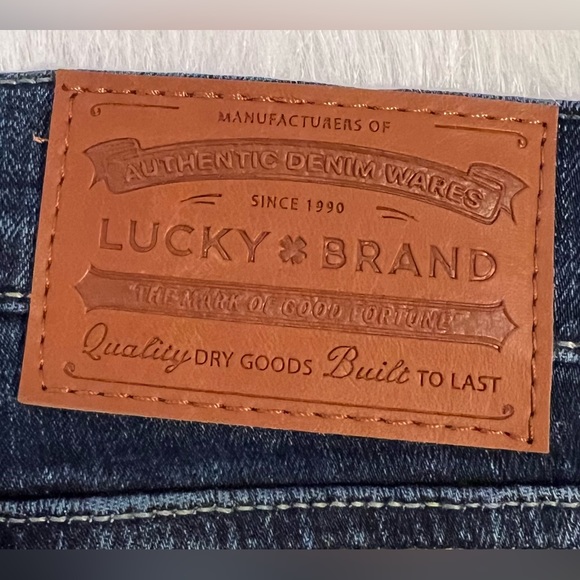 MANUFACTURERS OF
AUTHENTIC DENIM WARES
SINCE 1990
LUCKY BRAND
"THE MARK OF GOOD FORTUNE"
Quality DRY GOODS Built TO LAST